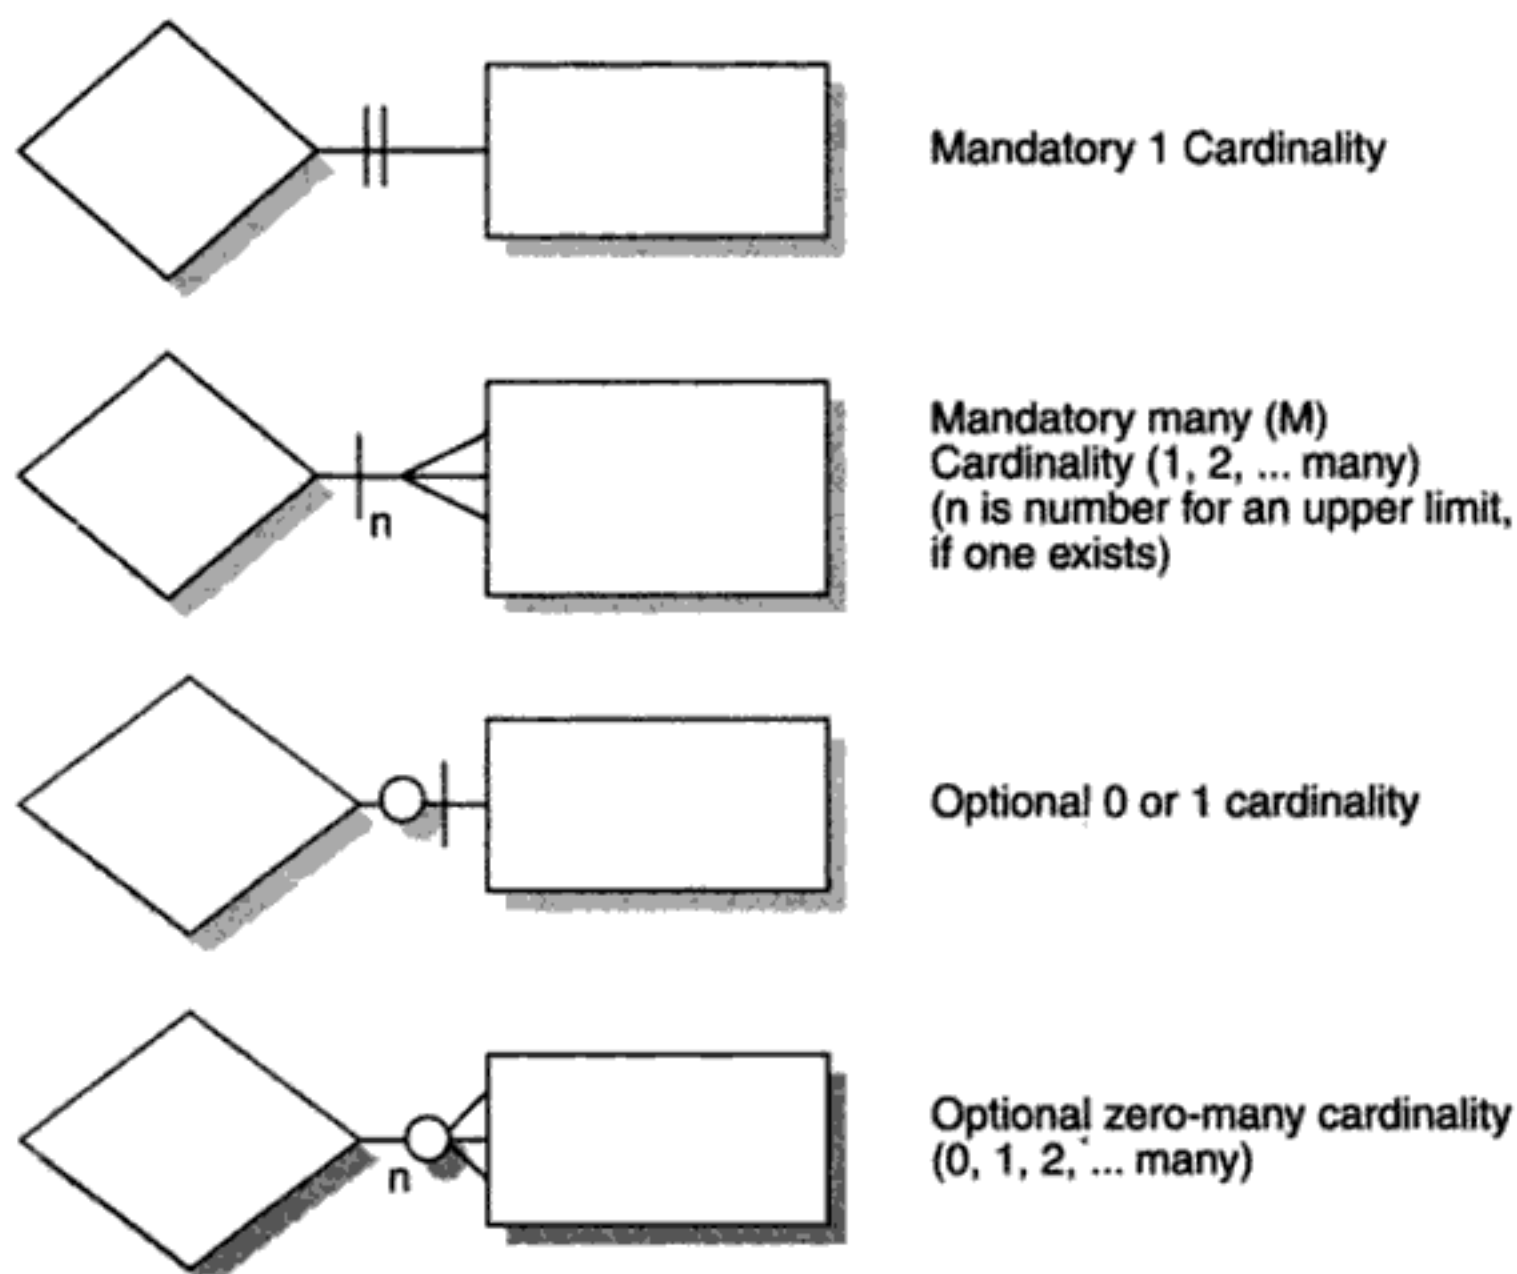 Mandatory 1 Cardinality
n
Mandatory many (M)
Cardinality (1, 2, ... many)
(n is number for an upper limit,
if one exists)
Optional 0 or 1 cardinality
n
Optional zero-many cardinality
(0, 1, 2, ... many)